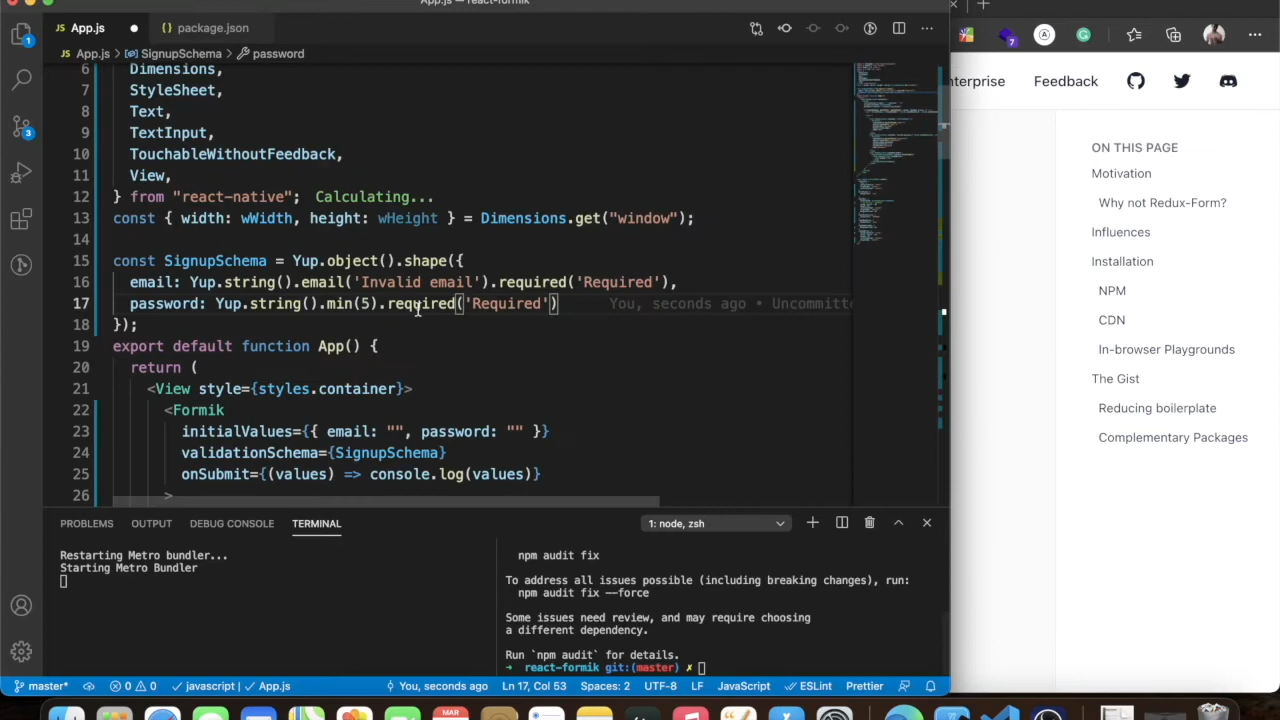 App.js — react-formik
App.js
package.json
App.js > SignupSchema > password
6 Dimensions,
7 StyleSheet,
8 Text,
9 TextInput,
10 TouchableWithoutFeedback,
11 View,
12 } from "react-native"; Calculating...
13 const { width: wWidth, height: wHeight } = Dimensions.get("window");
14
15 const SignupSchema = Yup.object().shape({
16 email: Yup.string().email('Invalid email').required('Required'),
17 password: Yup.string().min(5).required('Required') You, seconds ago • Uncommitte
18 });
19 export default function App() {
20 return (
21 <View style={styles.container}>
22 <Formik
23 initialValues={{ email: "", password: "" }}
24 validationSchema={SignupSchema}
25 onSubmit={(values) => console.log(values)}
26 >
1
3
PROBLEMS OUTPUT DEBUG CONSOLE TERMINAL 1: node, zsh
Restarting Metro bundler...
Starting Metro Bundler
npm audit fix
To address all issues possible (including breaking changes), run:
npm audit fix --force
Some issues need review, and may require choosing
a different dependency.
Run `npm audit` for details.
→ react-formik git:(master) ✗
master* 0 0 javascript | App.js You, seconds ago Ln 17, Col 53 Spaces: 2 UTF-8 LF JavaScript ESLint Prettier
7
nterprise Feedback
ON THIS PAGE
Motivation
Why not Redux-Form?
Influences
Installation
NPM
CDN
In-browser Playgrounds
The Gist
Reducing boilerplate
Complementary Packages
MAR